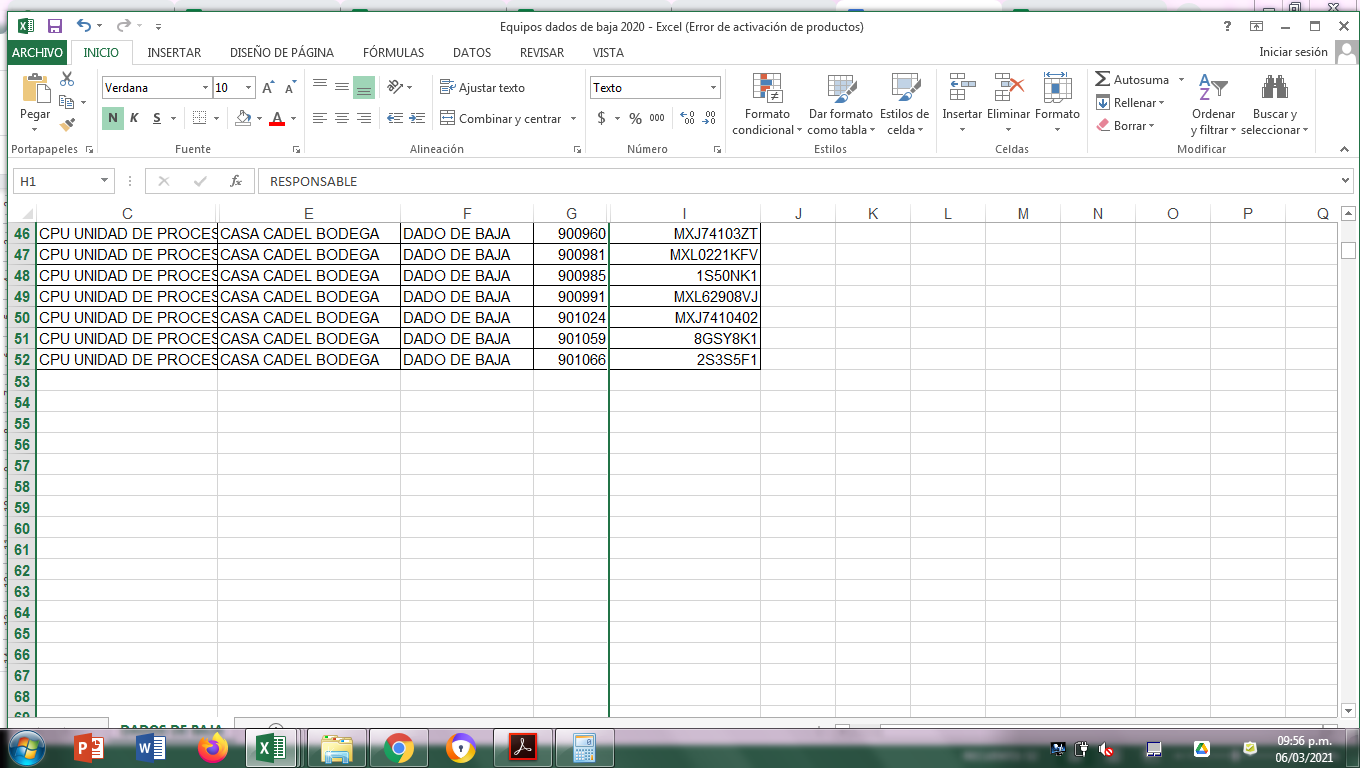 Equipos dados de baja 2020 - Excel (Error de activación de productos)
ARCHIVO INICIO INSERTAR DISEÑO DE PÁGINA FÓRMULAS DATOS REVISAR VISTA Iniciar sesión
Pegar
Verdana 10
N K S
Ajustar texto
Combinar y centrar
Texto
$ % 000
Formato condicional
Dar formato como tabla
Estilos de celda
Insertar Eliminar Formato
Autosuma
Rellenar
Borrar
Ordenar y filtrar
Buscar y seleccionar
Portapapeles Fuente Alineación Número Estilos Celdas Modificar
H1 fx RESPONSABLE
C E F G I J K L M N O P Q
46 CPU UNIDAD DE PROCES CASA CADEL BODEGA DADO DE BAJA 900960 MXJ74103ZT
47 CPU UNIDAD DE PROCES CASA CADEL BODEGA DADO DE BAJA 900981 MXL0221KFV
48 CPU UNIDAD DE PROCES CASA CADEL BODEGA DADO DE BAJA 900985 1S50NK1
49 CPU UNIDAD DE PROCES CASA CADEL BODEGA DADO DE BAJA 900991 MXL62908VJ
50 CPU UNIDAD DE PROCES CASA CADEL BODEGA DADO DE BAJA 901024 MXJ7410402
51 CPU UNIDAD DE PROCES CASA CADEL BODEGA DADO DE BAJA 901059 8GSY8K1
52 CPU UNIDAD DE PROCES CASA CADEL BODEGA DADO DE BAJA 901066 2S3S5F1
53
54
55
56
57
58
59
60
61
62
63
64
65
66
67
68
69
DADOS DE BAJA
09:56 p.m.
06/03/2021